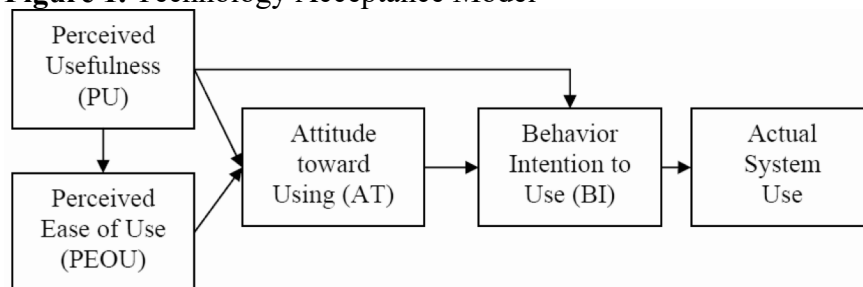 Figure 1. Technology Acceptance Model
Perceived
Usefulness
(PU)
Attitude
toward
Using (AT)
Behavior
Intention to
Use (BI)
Actual
System
Use
Perceived
Ease of Use
(PEOU)